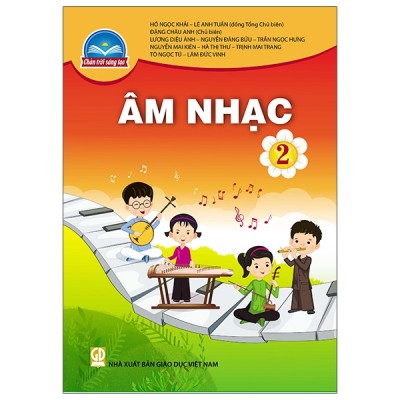 HỒ NGỌC KHẢI – LÊ ANH TUẤN (đồng Tổng Chủ biên)
ĐẶNG CHÂU ANH (Chủ biên)
LƯƠNG DIỆU ÁNH – NGUYỄN ĐĂNG BỬU – TRẦN NGỌC HƯNG
NGUYỄN MAI KIÊN – HÀ THỊ THƯ – TRỊNH MAI TRANG
TÔ NGỌC TÚ – LÂM ĐỨC VINH
Chân trời sáng tạo
ÂM NHẠC
2
NHÀ XUẤT BẢN GIÁO DỤC VIỆT NAM